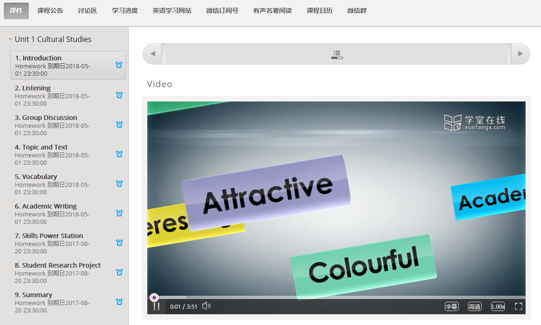 课件
课程公告
讨论区
学习进度
英语学习网站
微信订阅号
有声名著阅读
课程日历
微信群
Unit 1 Cultural Studies
1. Introduction
Homework 到期日2018-05-
01 23:30:00
2. Listening
Homework 到期日2018-05-
01 23:30:00
3. Group Discussion
Homework 到期日2018-05-
01 23:30:00
4. Topic and Text
Homework 到期日2018-05-
01 23:30:00
5. Vocabulary
Homework 到期日2018-05-
01 23:30:00
6. Academic Writing
Homework 到期日2018-05-
01 23:30:00
7. Skills Power Station
Homework 到期日2017-08-
20 23:30:00
8. Student Research Project
Homework 到期日2017-08-
20 23:30:00
9. Summary
Homework 到期日2017-08-
20 23:30:00
Video
学堂在线
xuetangx.com
Attractive
eres
Academ
Colourful
0:01 / 3:51
字幕
高清
1.00x